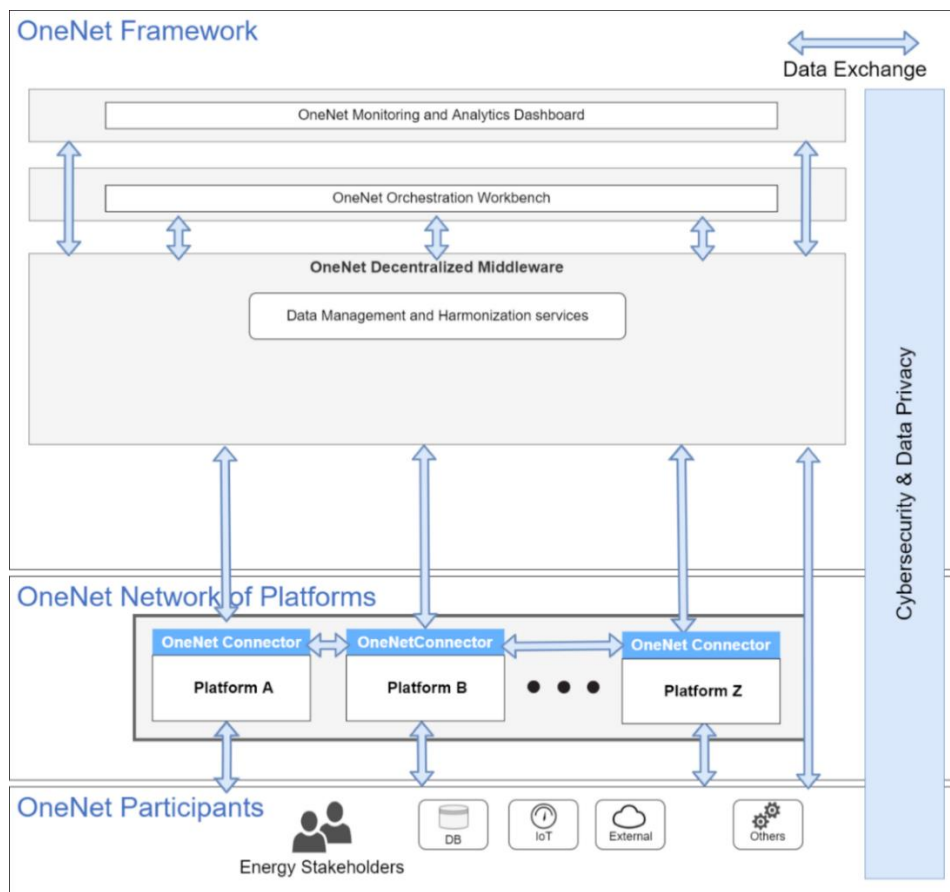 OneNet Framework
Data Exchange
OneNet Monitoring and Analytics Dashboard
OneNet Orchestration Workbench
OneNet Decentralized Middleware
Data Management and Harmonization services
Cybersecurity & Data Privacy
OneNet Network of Platforms
OneNet Connector
OneNetConnector
OneNet Connector
Platform A
Platform B
Platform Z
OneNet Participants
Energy Stakeholders
DB
IoT
External
Others